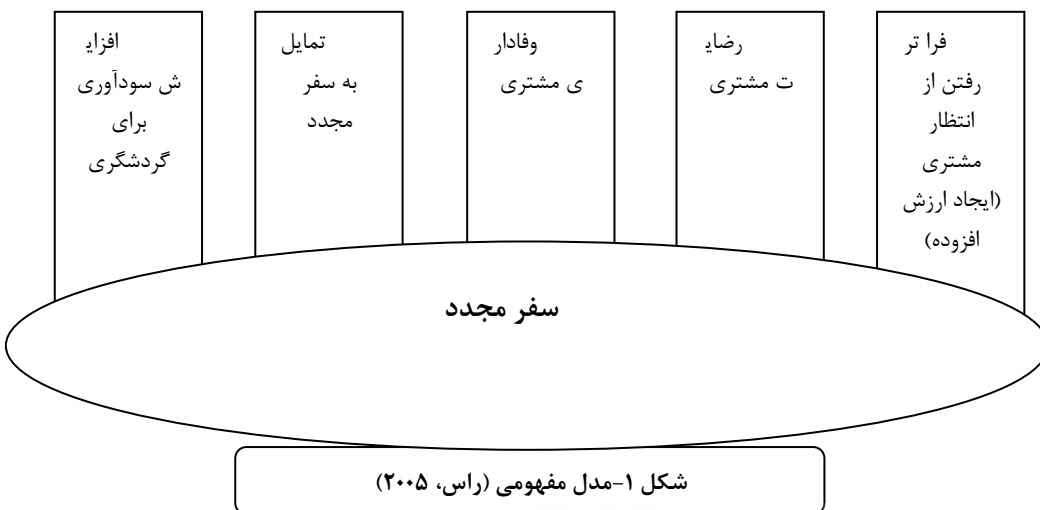 فرا تر
رفتن از
انتظار
مشتری
(ایجاد ارزش
افزوده)
رضای
ت مشتری
وفادار
ی مشتری
تمایل
به سفر
مجدد
افزای
ش سودآوری
برای
گردشگری
سفر مجدد
شکل ۱-مدل مفهومی (راس، ۲۰۰۵)